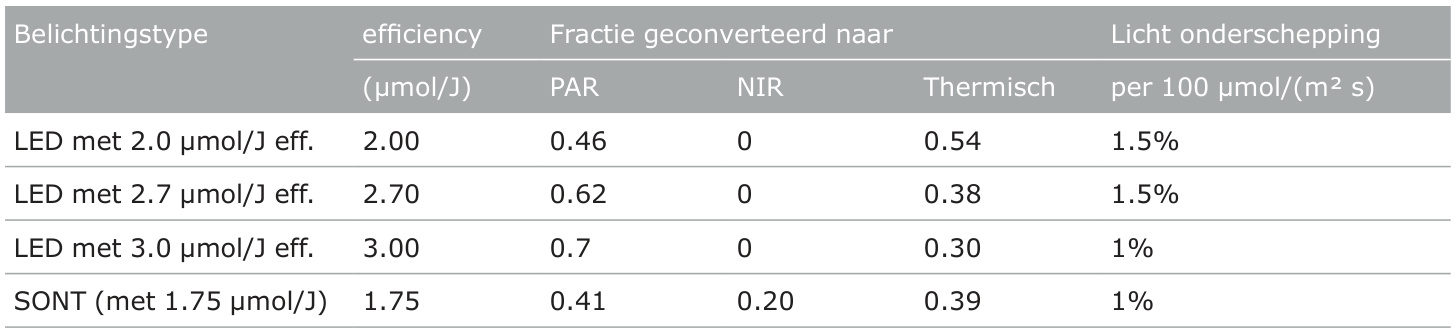 Belichtingstype efficiency Fractie geconverteerd naar Licht onderschepping
(µmol/J) PAR NIR Thermisch per 100 µmol/(m² s)
LED met 2.0 µmol/J eff. 2.00 0.46 0 0.54 1.5%
LED met 2.7 µmol/J eff. 2.70 0.62 0 0.38 1.5%
LED met 3.0 µmol/J eff. 3.00 0.7 0 0.30 1%
SONT (met 1.75 µmol/J) 1.75 0.41 0.20 0.39 1%